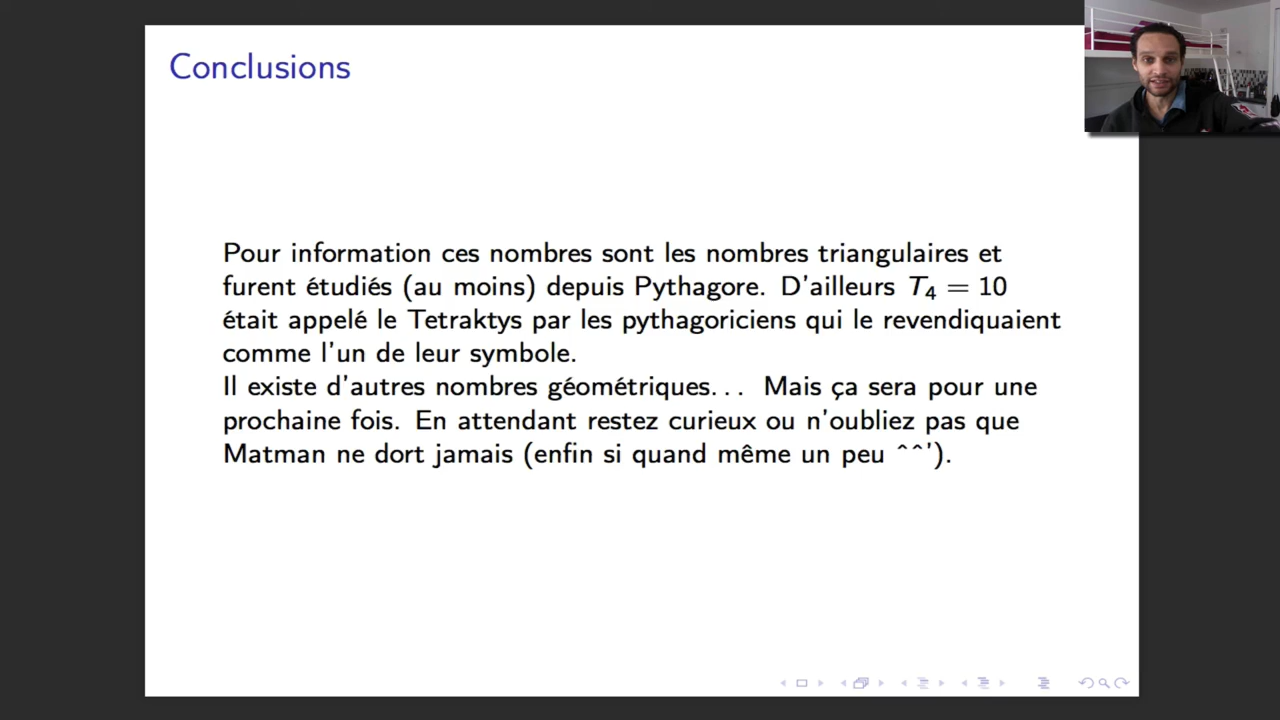 Conclusions
Pour information ces nombres sont les nombres triangulaires et
furent étudiés (au moins) depuis Pythagore. D'ailleurs T₄ = 10
était appelé le Tetraktys par les pythagoriciens qui le revendiquaient
comme l'un de leur symbole.
Il existe d'autres nombres géométriques... Mais ça sera pour une
prochaine fois. En attendant restez curieux ou n'oubliez pas que
Matman ne dort jamais (enfin si quand même un peu ^^').